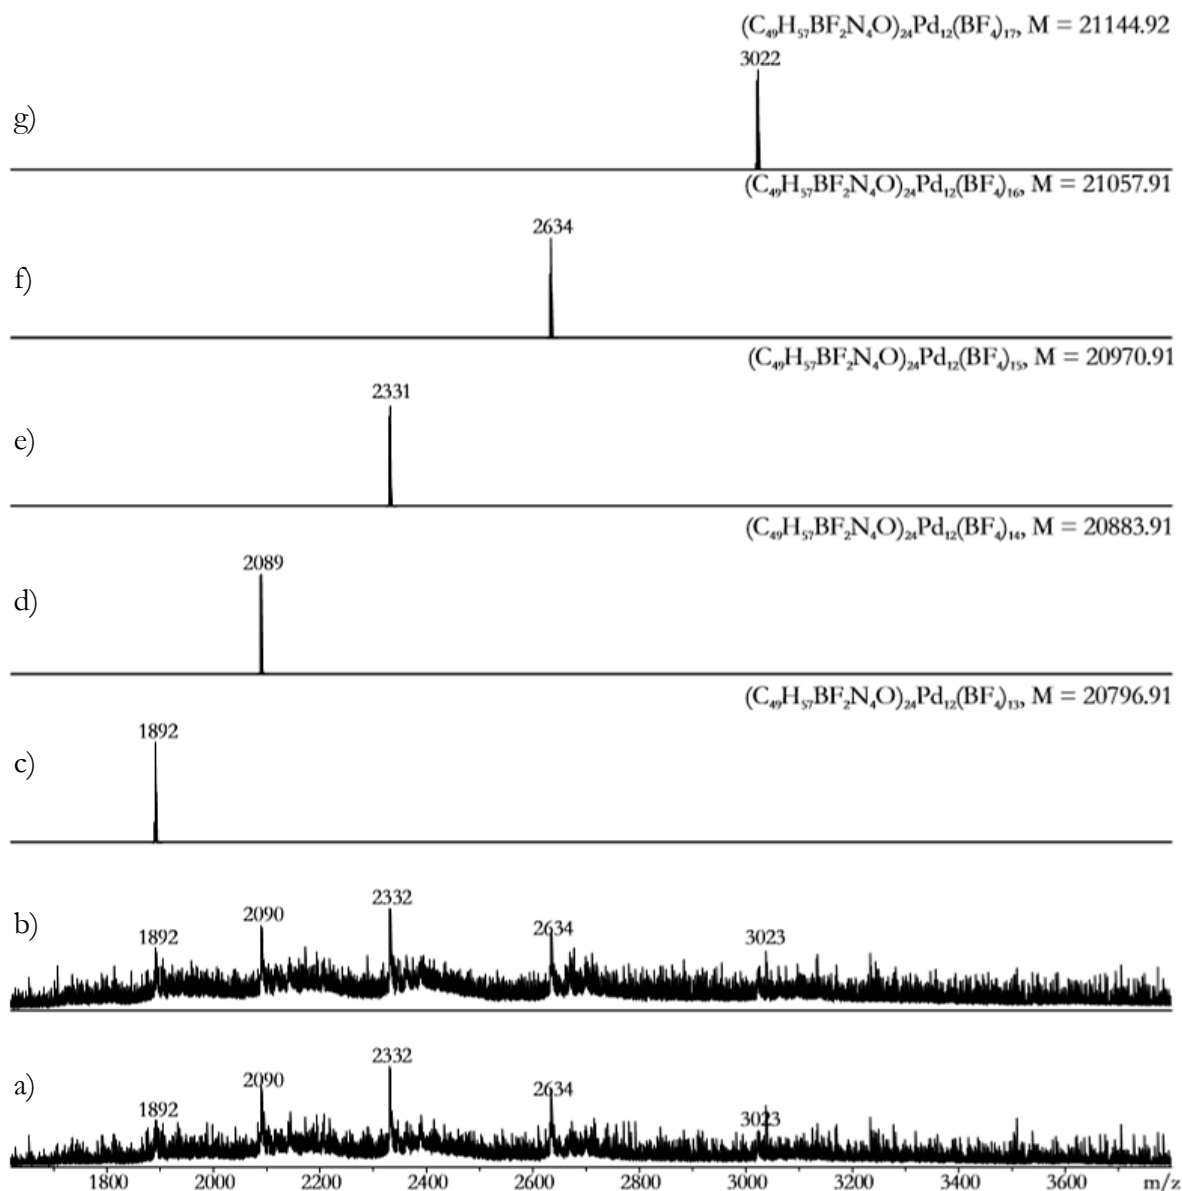 (C₄₉H₅₇BF₂N₄O)₂₄Pd₁₂(BF₄)₁₇, M = 21144.92
3022
g)
(C₄₉H₅₇BF₂N₄O)₂₄Pd₁₂(BF₄)₁₆, M = 21057.91
2634
f)
(C₄₉H₅₇BF₂N₄O)₂₄Pd₁₂(BF₄)₁₅, M = 20970.91
2331
e)
(C₄₉H₅₇BF₂N₄O)₂₄Pd₁₂(BF₄)₁₄, M = 20883.91
2089
d)
(C₄₉H₅₇BF₂N₄O)₂₄Pd₁₂(BF₄)₁₃, M = 20796.91
1892
c)
b)
1892 2090 2332 2634 3023
a)
1892 2090 2332 2634 3023
1800 2000 2200 2400 2600 2800 3000 3200 3400 3600 m/z